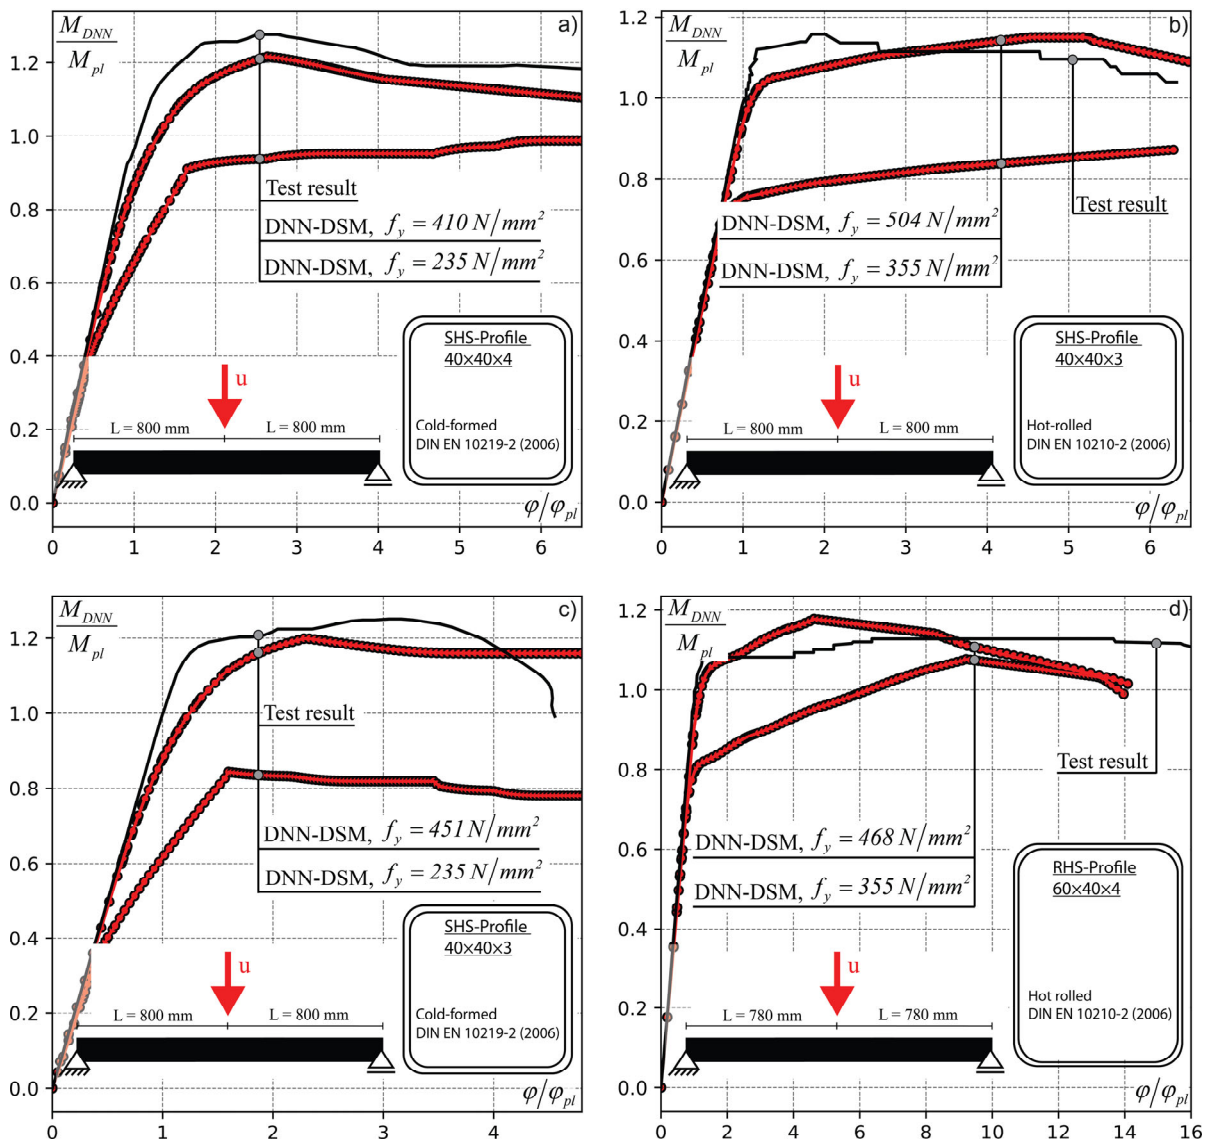 a)
M_DNN
M_pl
1.2
1.0
0.8
0.6
0.4
0.2
0.0
Test result
DNN-DSM, f_y = 410 N/mm²
DNN-DSM, f_y = 235 N/mm²
SHS-Profile
40×40×4
Cold-formed
DIN EN 10219-2 (2006)
u
L = 800 mm
L = 800 mm
φ/φ_pl
0 1 2 3 4 5 6
b)
M_DNN
M_pl
1.2
1.0
0.8
0.6
0.4
0.2
0.0
Test result
DNN-DSM, f_y = 504 N/mm²
DNN-DSM, f_y = 355 N/mm²
SHS-Profile
40×40×3
Hot-rolled
DIN EN 10210-2 (2006)
u
L = 800 mm
L = 800 mm
φ/φ_pl
0 1 2 3 4 5 6
c)
M_DNN
M_pl
1.2
1.0
0.8
0.6
0.4
0.2
0.0
Test result
DNN-DSM, f_y = 451 N/mm²
DNN-DSM, f_y = 235 N/mm²
SHS-Profile
40×40×3
Cold-formed
DIN EN 10219-2 (2006)
u
L = 800 mm
L = 800 mm
φ/φ_pl
0 1 2 3 4
d)
M_DNN
M_pl
1.2
1.0
0.8
0.6
0.4
0.2
0.0
Test result
DNN-DSM, f_y = 468 N/mm²
DNN-DSM, f_y = 355 N/mm²
RHS-Profile
60×40×4
Hot rolled
DIN EN 10210-2 (2006)
u
L = 780 mm
L = 780 mm
φ/φ_pl
0 2 4 6 8 10 12 14 16